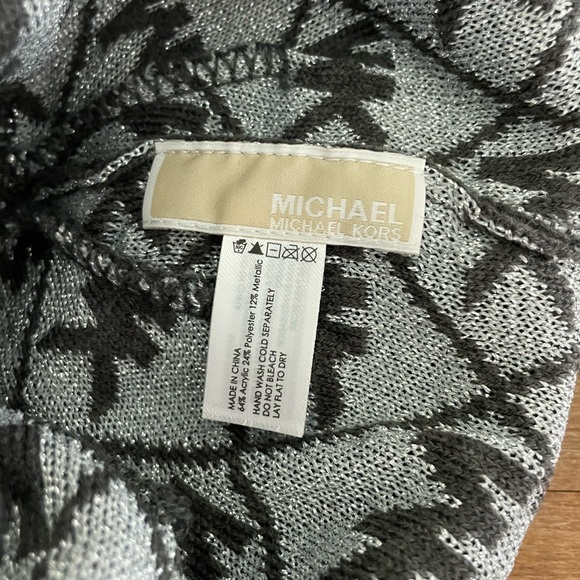 MICHAEL
MICHAEL KORS
MADE IN CHINA
64% Acrylic 24% Polyester 12% Metallic
HAND WASH COLD SEPARATELY
DO NOT BLEACH
LAY FLAT TO DRY